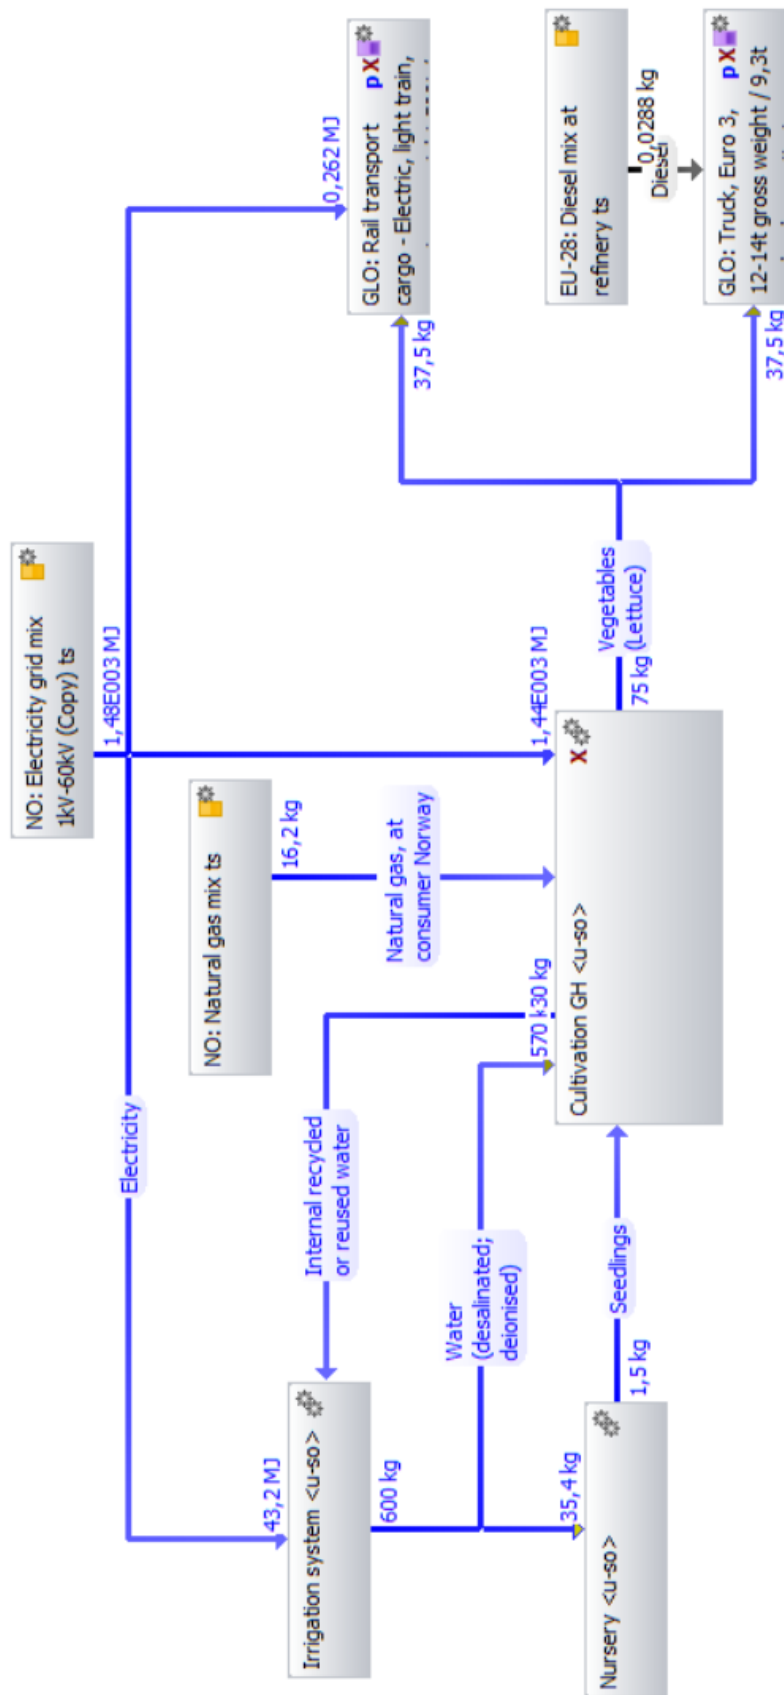 NO: Electricity grid mix
1kV-60kV (Copy) ts
1,48E003 MJ
Electricity
43,2 MJ
0,262 MJ
1,44E003 MJ
NO: Natural gas mix ts
16,2 kg
Natural gas, at
consumer Norway
Irrigation system <u-so>
600 kg
Internal recycled
or reused water
Water
(desalinated;
deionised)
570 k30 kg
35,4 kg
Nursery <u-so>
1,5 kg
Seedlings
Cultivation GH <u-so>
X
75 kg
Vegetables
(Lettuce)
37,5 kg
GLO: Rail transport
cargo - Electric, light train,
pX
EU-28: Diesel mix at
refinery ts
0,0288 kg
Diesel
37,5 kg
GLO: Truck, Euro 3,
12-14t gross weight / 9,3t
pX